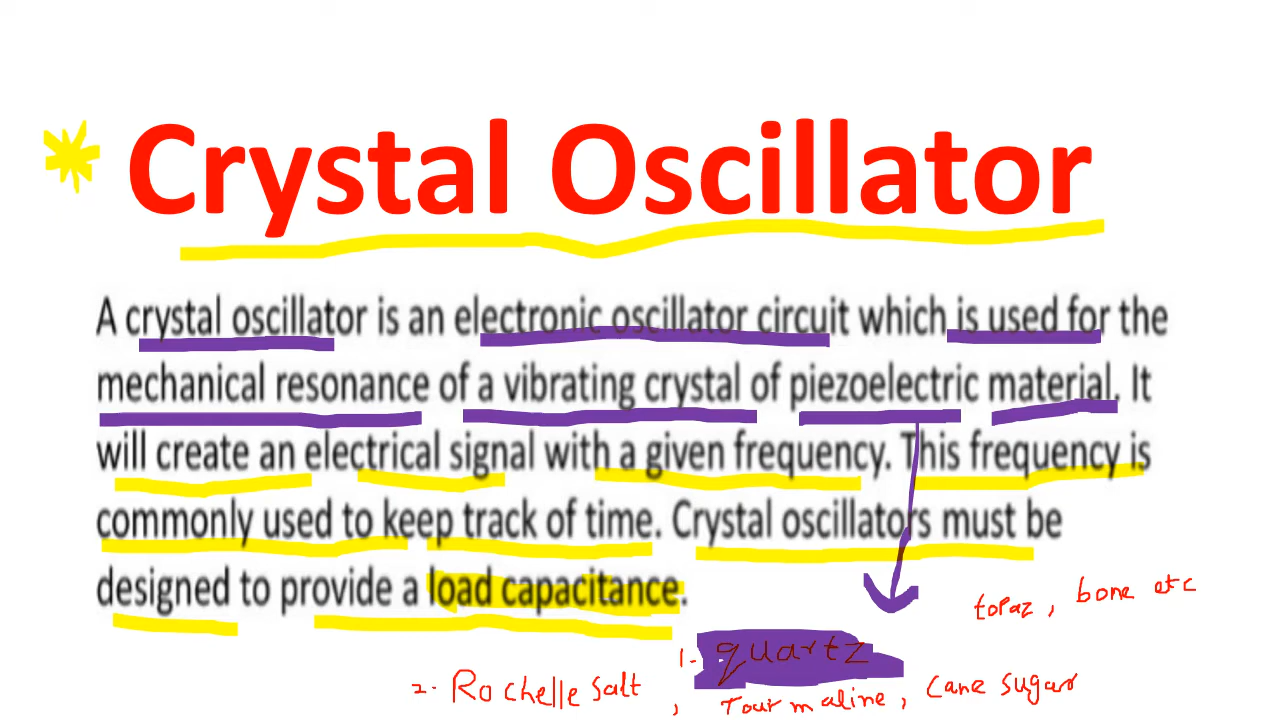 Crystal Oscillator
A crystal oscillator is an electronic oscillator circuit which is used for the
mechanical resonance of a vibrating crystal of piezoelectric material. It
will create an electrical signal with a given frequency. This frequency is
commonly used to keep track of time. Crystal oscillators must be
designed to provide a load capacitance.
topaz, bone etc
1. quartz
2. Rochelle Salt, Tourmaline, Cane sugar